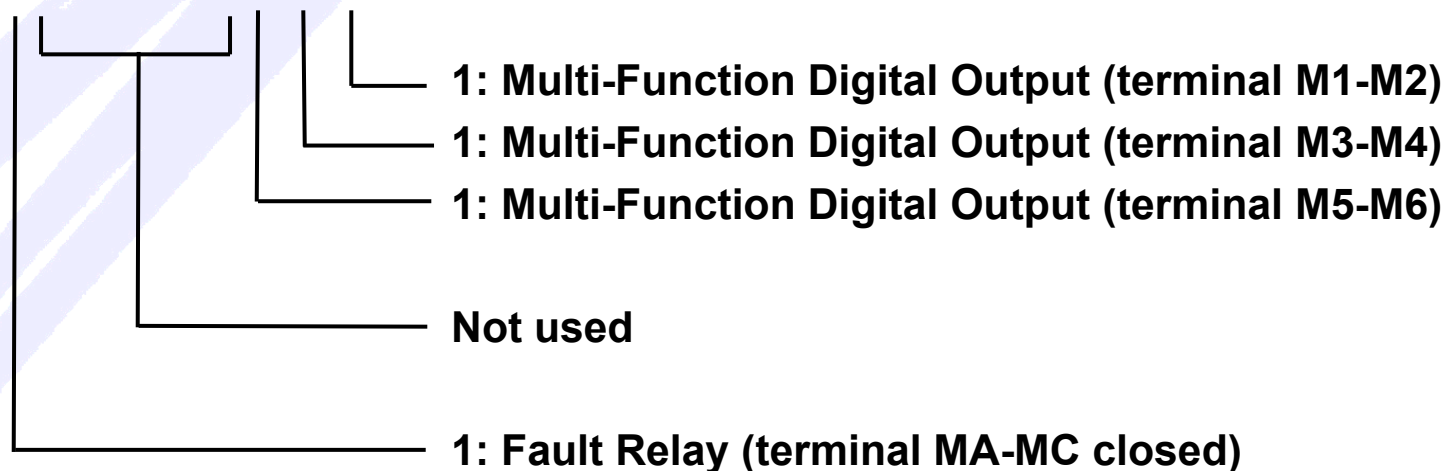 1: Multi-Function Digital Output (terminal M1-M2)
1: Multi-Function Digital Output (terminal M3-M4)
1: Multi-Function Digital Output (terminal M5-M6)
Not used
1: Fault Relay (terminal MA-MC closed)